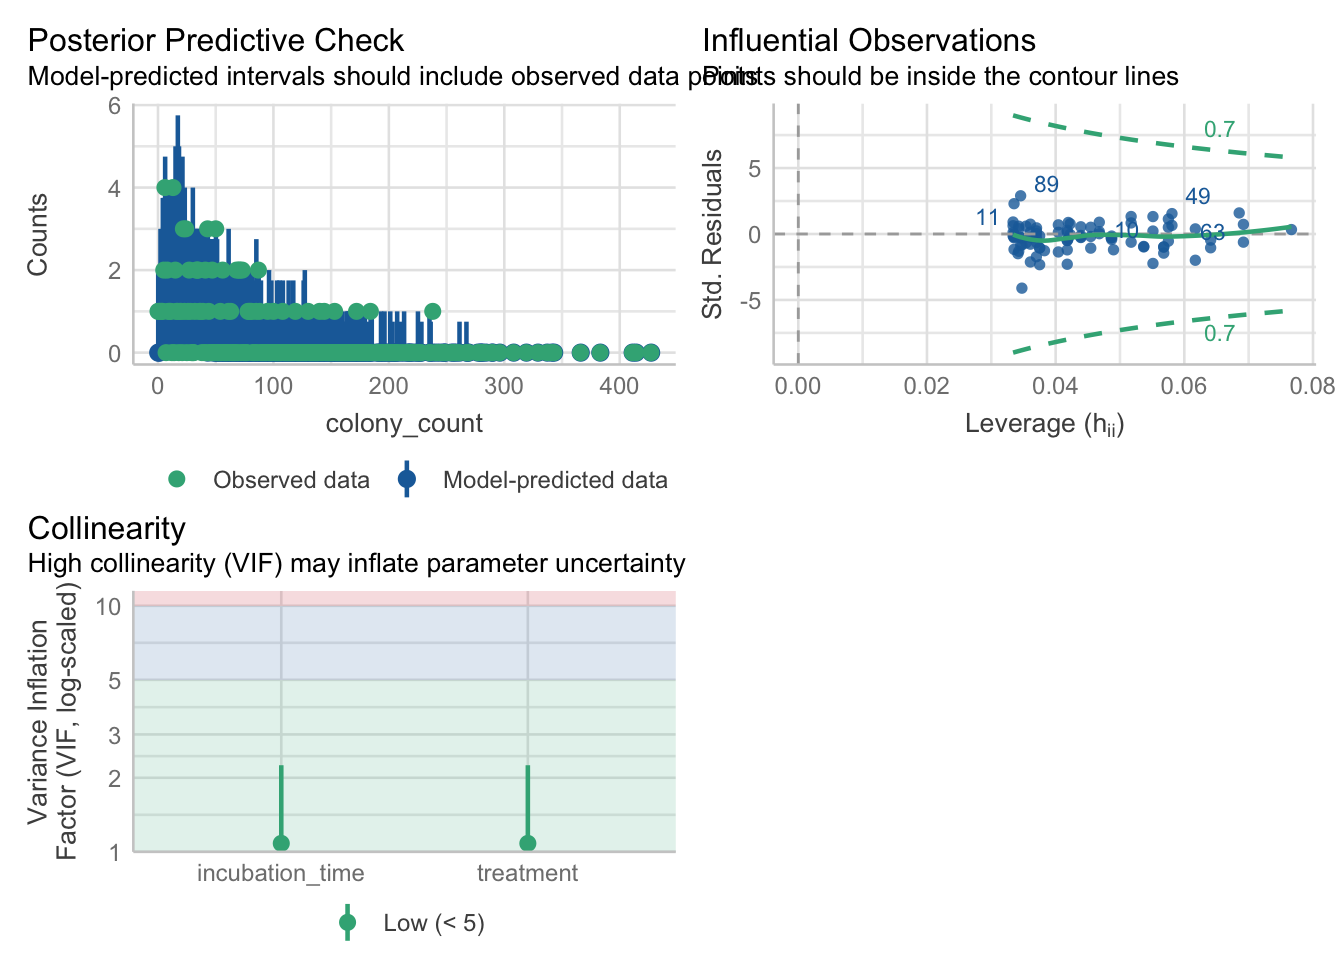 Posterior Predictive Check
Model-predicted intervals should include observed data points
6
4
2
0
Counts
0 100 200 300 400
colony_count
Observed data Model-predicted data
Influential Observations
Points should be inside the contour lines
0.7
5
0
-5
Std. Residuals
89
49
11
10
63
0.7
0.00 0.02 0.04 0.06 0.08
Leverage (hii)
Collinearity
High collinearity (VIF) may inflate parameter uncertainty
Variance Inflation
Factor (VIF, log-scaled)
10
5
3
2
1
incubation_time treatment
Low (< 5)